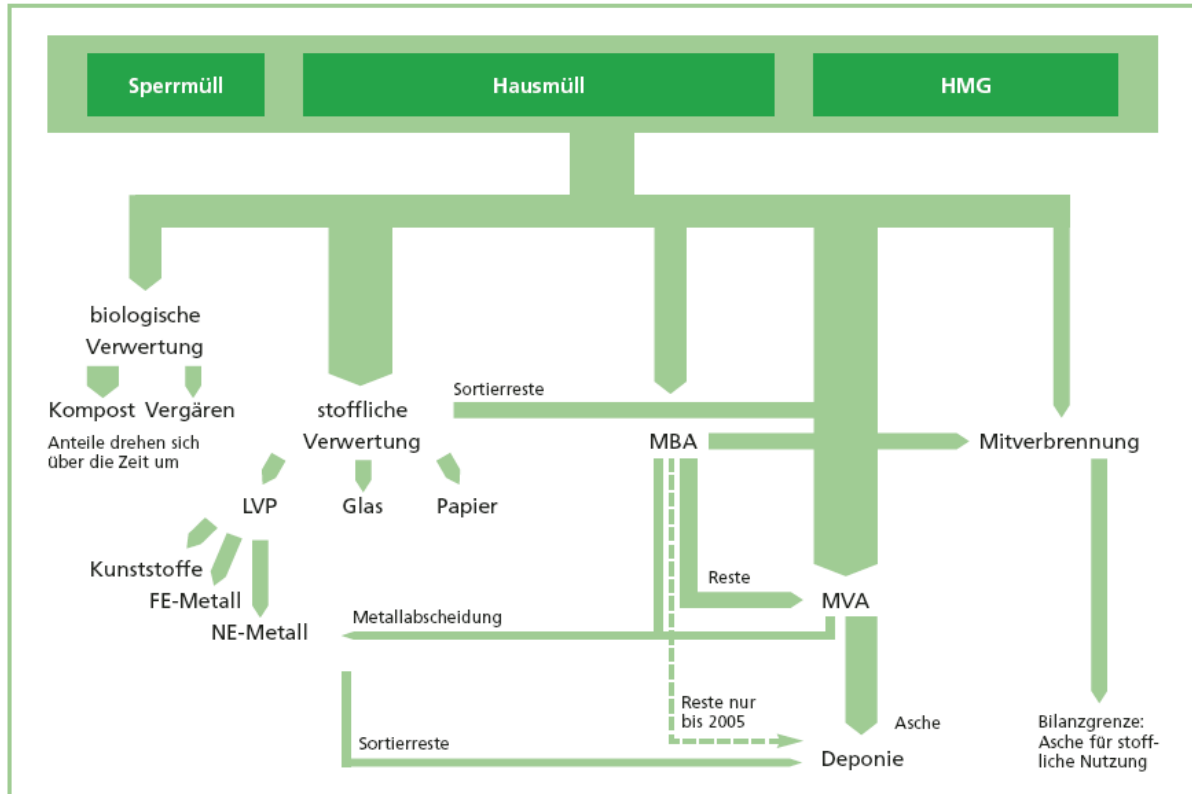 Sperrmüll
Hausmüll
HMG
biologische
Verwertung
Kompost
Vergären
Anteile drehen sich
über die Zeit um
stoffliche
Verwertung
Sortierreste
MBA
Mitverbrennung
LVP
Glas
Papier
Kunststoffe
FE-Metall
NE-Metall
Reste
MVA
Metallabscheidung
Reste nur
bis 2005
Asche
Sortierreste
Deponie
Bilanzgrenze:
Asche für stoff-
liche Nutzung